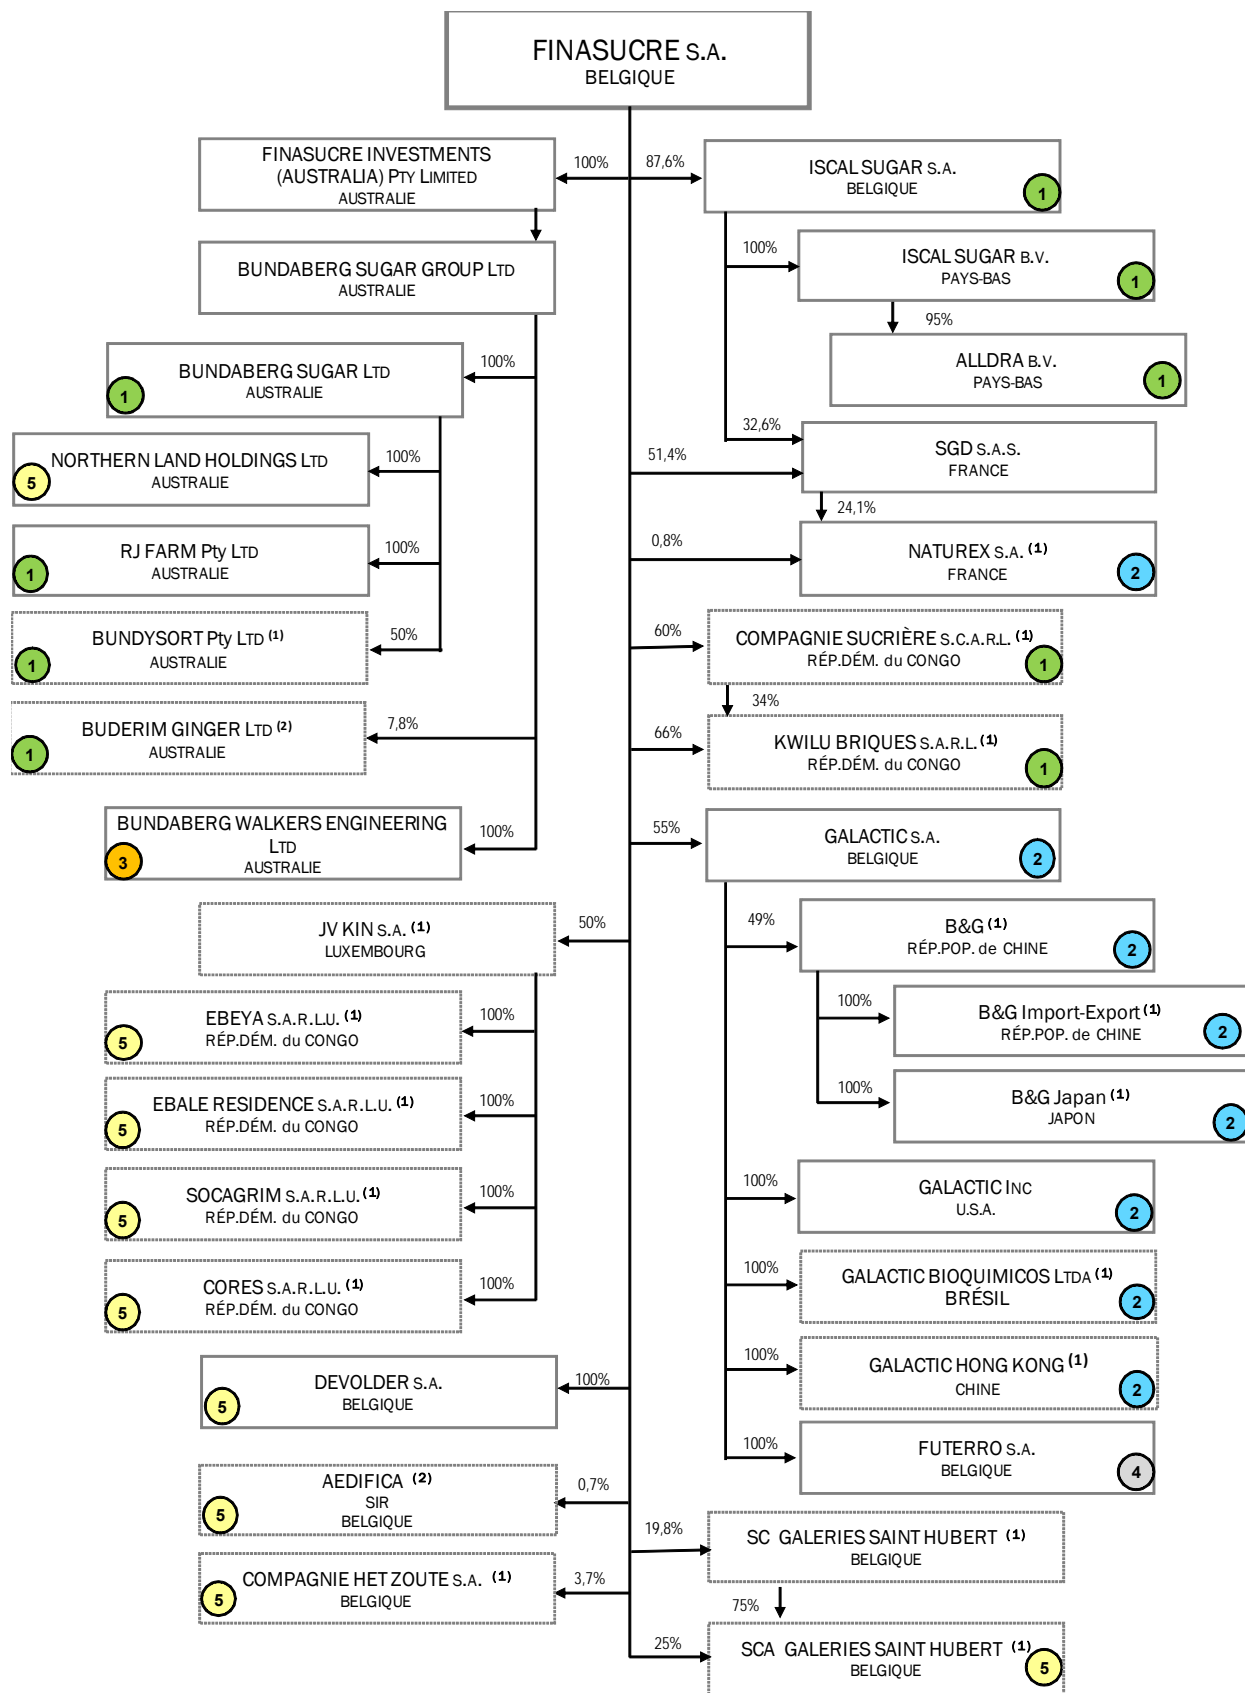 FINASUCRE S.A.
BELGIQUE
FINASUCRE INVESTMENTS
(AUSTRALIA) PTY LIMITED
AUSTRALIE
100%
87,6%
ISCAL SUGAR S.A.
BELGIQUE
1
BUNDABERG SUGAR GROUP LTD
AUSTRALIE
100%
ISCAL SUGAR B.V.
PAYS-BAS
1
95%
ALLDRA B.V.
PAYS-BAS
1
BUNDABERG SUGAR LTD
AUSTRALIE
1
100%
NORTHERN LAND HOLDINGS LTD
AUSTRALIE
5
100%
32,6%
51,4%
SGD S.A.S.
FRANCE
24,1%
RJ FARM Pty LTD
AUSTRALIE
1
100%
0,8%
NATUREX S.A. (1)
FRANCE
2
BUNDYSORT Pty LTD (1)
AUSTRALIE
1
50%
60%
COMPAGNIE SUCRIÈRE S.C.A.R.L. (1)
RÉP.DÉM. du CONGO
1
34%
BUDERIM GINGER LTD (2)
AUSTRALIE
1
7,8%
66%
KWILU BRIQUES S.A.R.L. (1)
RÉP.DÉM. du CONGO
1
BUNDABERG WALKERS ENGINEERING
LTD
AUSTRALIE
3
100%
55%
GALACTIC S.A.
BELGIQUE
2
JV KIN S.A. (1)
LUXEMBOURG
50%
49%
B&G (1)
RÉP.POP. de CHINE
2
EBEYA S.A.R.L.U. (1)
RÉP.DÉM. du CONGO
5
100%
100%
B&G Import-Export (1)
RÉP.POP. de CHINE
2
EBALE RESIDENCE S.A.R.L.U. (1)
RÉP.DÉM. du CONGO
5
100%
100%
B&G Japan (1)
JAPON
2
SOCAGRIM S.A.R.L.U. (1)
RÉP.DÉM. du CONGO
5
100%
100%
GALACTIC INC
U.S.A.
2
CORES S.A.R.L.U. (1)
RÉP.DÉM. du CONGO
5
100%
100%
GALACTIC BIOQUIMICOS LTDA (1)
BRÉSIL
2
DEVOLDER S.A.
BELGIQUE
5
100%
100%
GALACTIC HONG KONG (1)
CHINE
2
100%
FUTERRO S.A.
BELGIQUE
4
AEDIFICA (2)
SIR
BELGIQUE
5
0,7%
19,8%
SC GALERIES SAINT HUBERT (1)
BELGIQUE
COMPAGNIE HET ZOUTE S.A. (1)
BELGIQUE
5
3,7%
75%
25%
SCA GALERIES SAINT HUBERT (1)
BELGIQUE
5